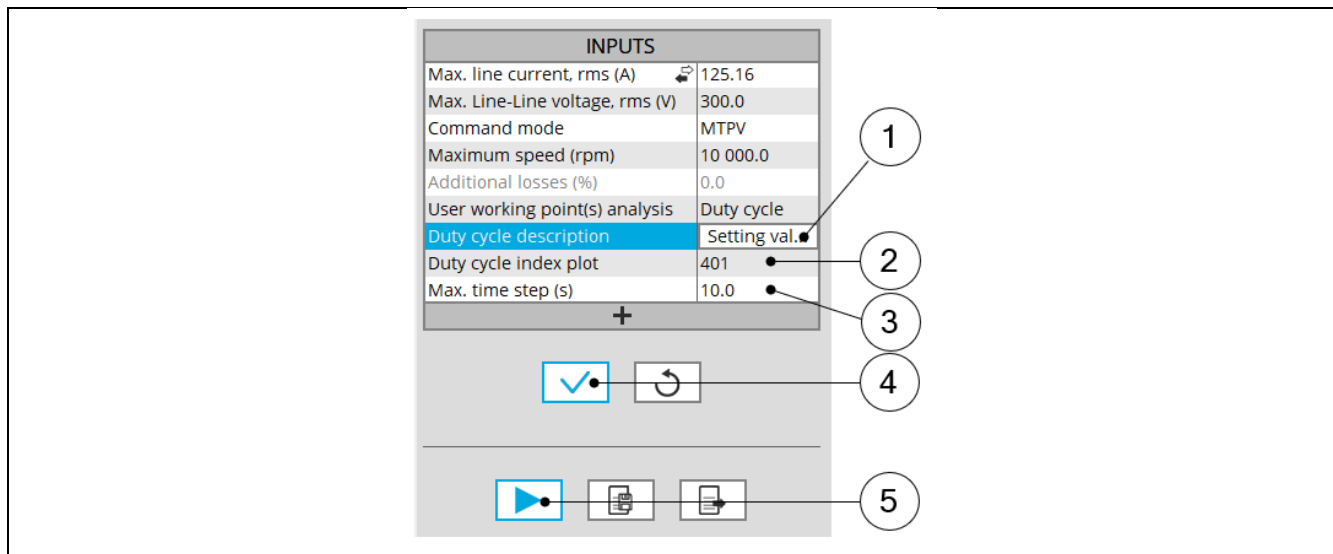 INPUTS
Max. line current, rms (A) 125.16
Max. Line-Line voltage, rms (V) 300.0
Command mode MTPV
Maximum speed (rpm) 10 000.0
Additional losses (%) 0.0
User working point(s) analysis Duty cycle
Duty cycle description Setting val..
Duty cycle index plot 401
Max. time step (s) 10.0
+
1
2
3
4
5